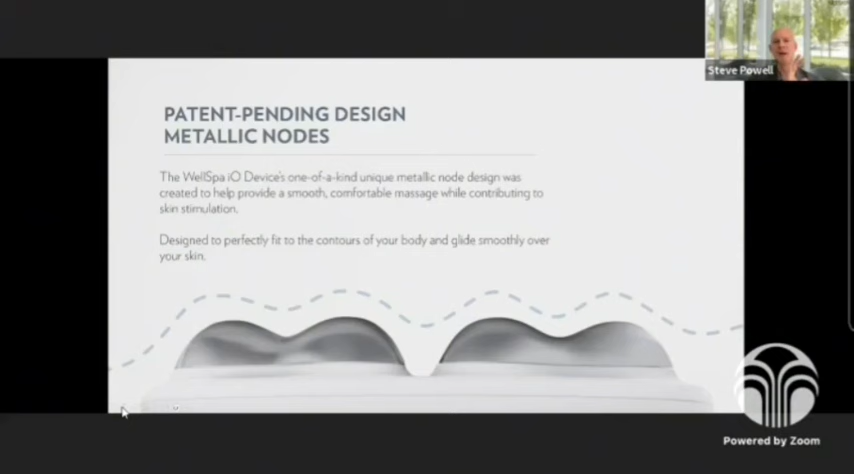 Steve Powell
PATENT-PENDING DESIGN
METALLIC NODES
The WellSpa iO Device's one-of-a-kind unique metallic node design was
created to help provide a smooth, comfortable massage while contributing to
skin stimulation.
Designed to perfectly fit to the contours of your body and glide smoothly over
your skin.
Powered by Zoom